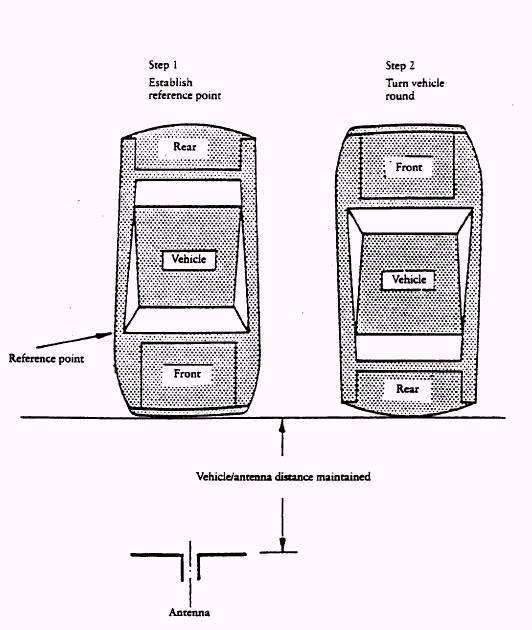 Step 1
Establish
reference point
Step 2
Turn vehicle
round
Rear
Front
Vehicle
Vehicle
Reference point
Front
Rear
Vehicle/antenna distance maintained
Antenna